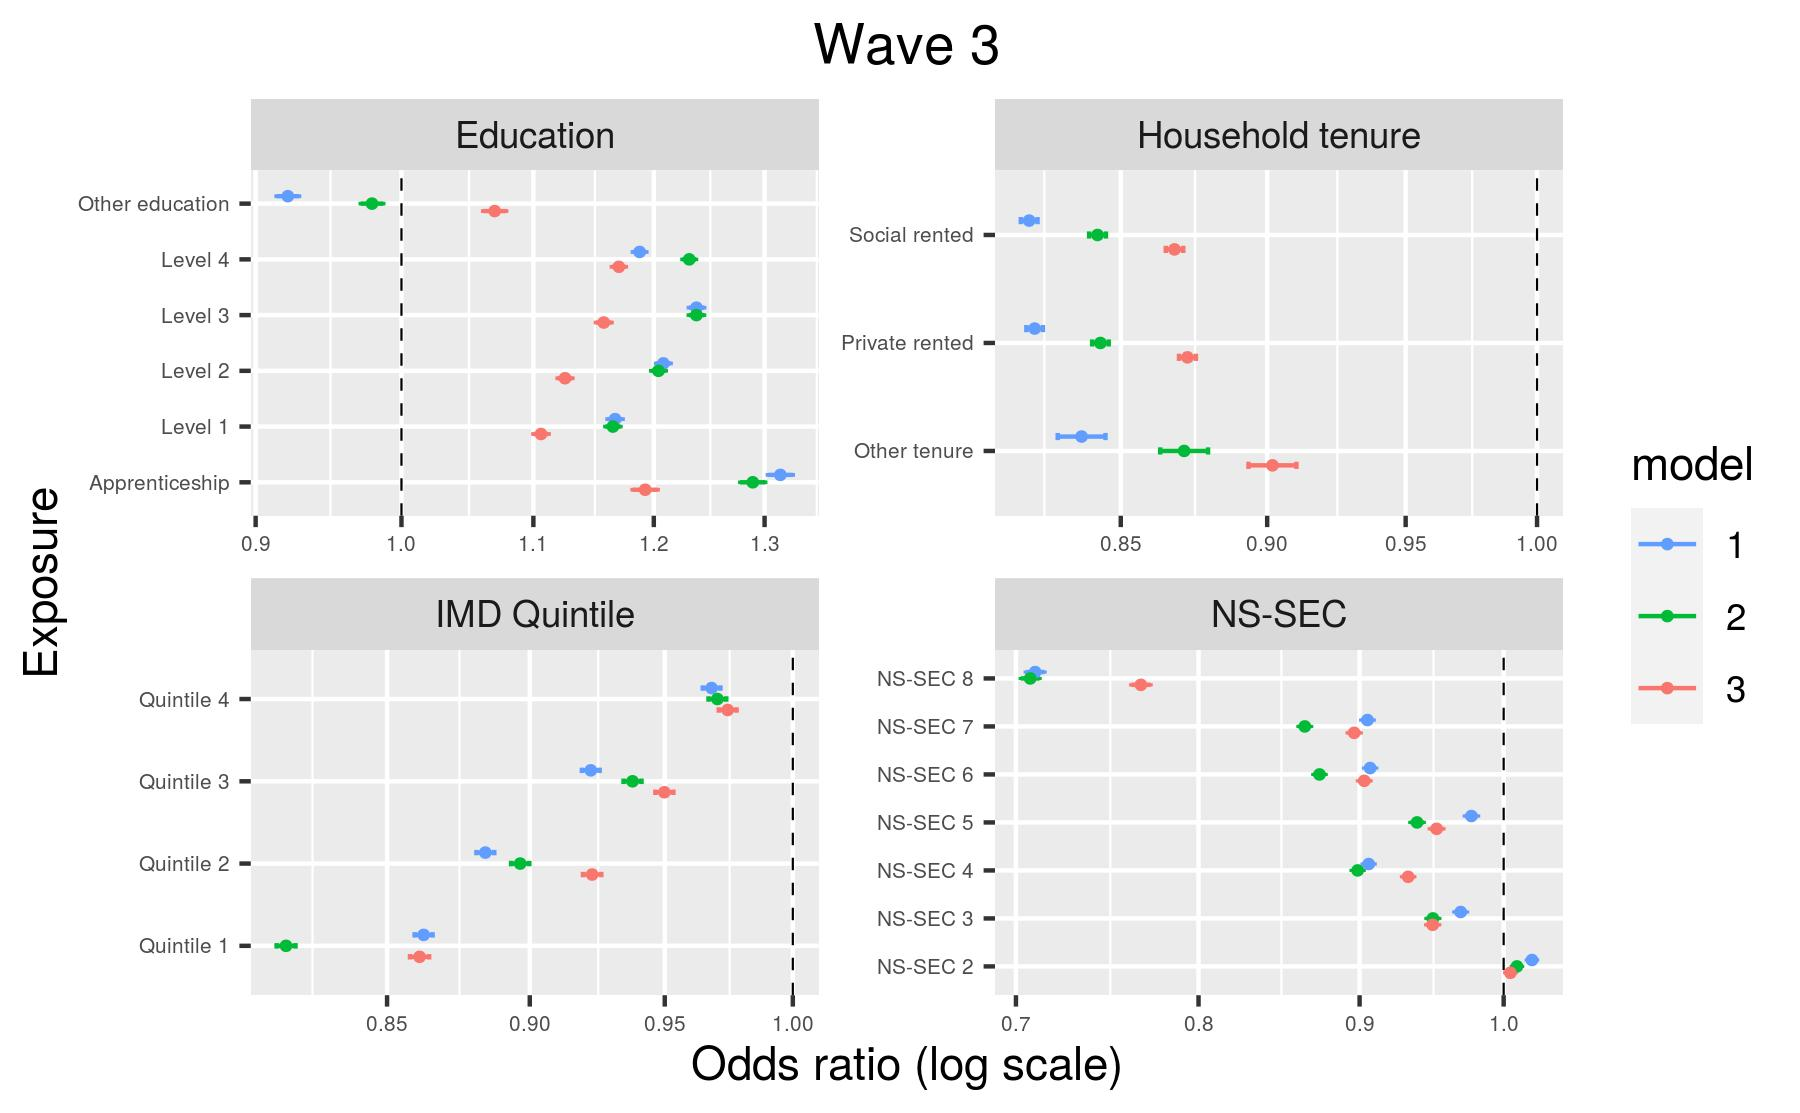 Wave 3
Education
Other education
Level 4
Level 3
Level 2
Level 1
Apprenticeship
0.9 1.0 1.1 1.2 1.3
Household tenure
Social rented
Private rented
Other tenure
0.85 0.90 0.95 1.00
IMD Quintile
Quintile 4
Quintile 3
Quintile 2
Quintile 1
0.85 0.90 0.95 1.00
NS-SEC
NS-SEC 8
NS-SEC 7
NS-SEC 6
NS-SEC 5
NS-SEC 4
NS-SEC 3
NS-SEC 2
0.7 0.8 0.9 1.0
Exposure
Odds ratio (log scale)
model
1
2
3